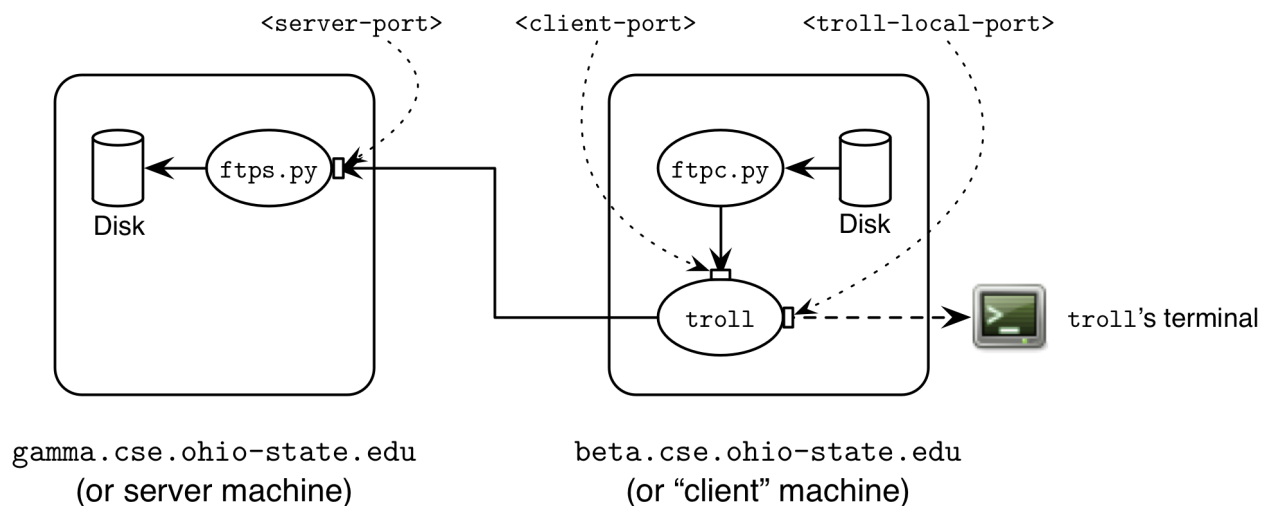 <server-port> <client-port> <troll-local-port>
ftps.py ftpc.py
Disk Disk
>_
troll troll's terminal
gamma.cse.ohio-state.edu beta.cse.ohio-state.edu
(or server machine) (or “client” machine)